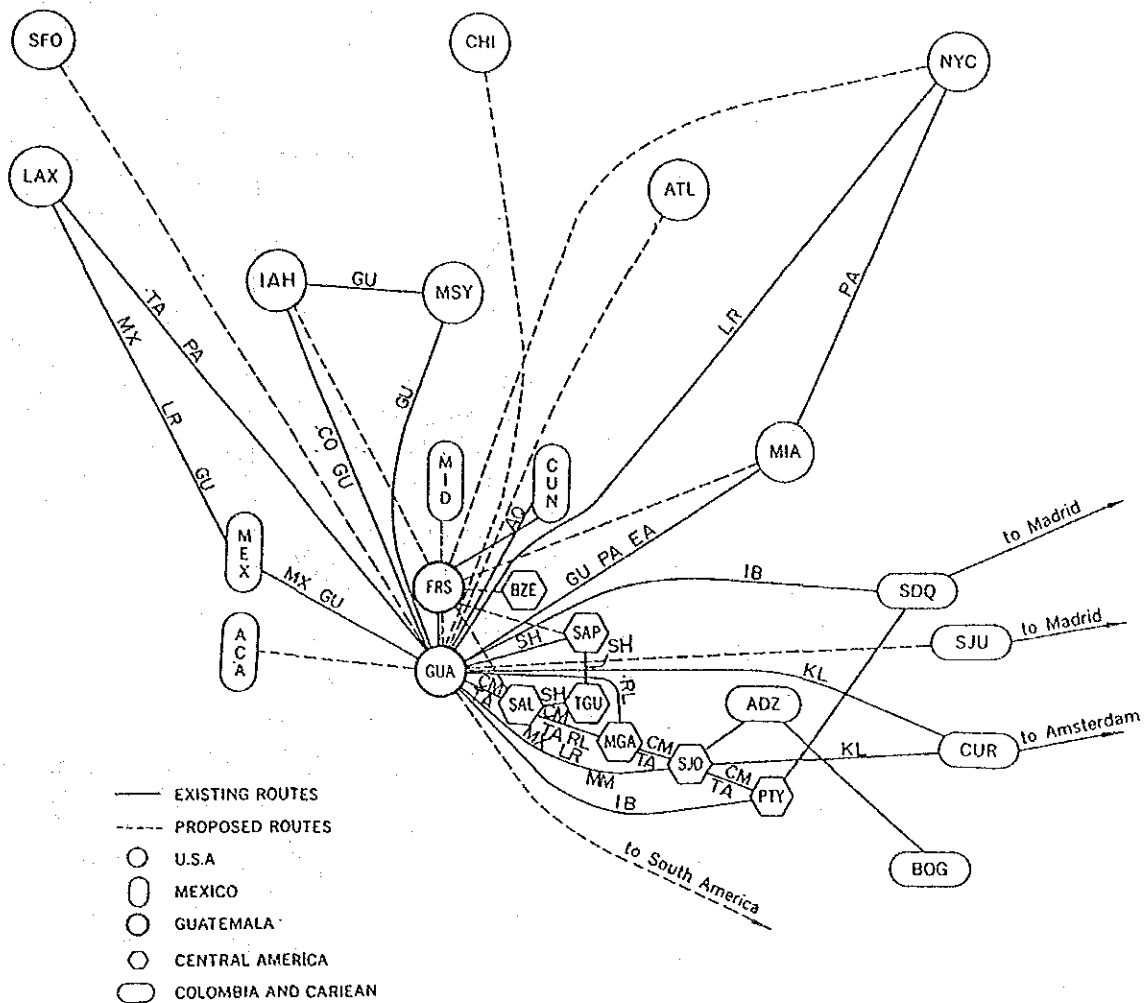 SFO
CHI
NYC
LAX
ATL
IAH
GU
MSY
PA
LR
TA
PA
MX
LR
GU
GU
CO GU
MIA
MID
CUN
AQ
MEX
MX GU
GU PA EA
to Madrid
IB
SDQ
FRS
BZE
ACA
SH
SAP
SH
SJU
to Madrid
GUA
KL
RL
CM
TA
SAL
SH
CM
TGU
ADZ
to Amsterdam
TA RL
MGA
CM
TA
SJO
KL
CUR
MX LR
MM
CM
TA
PTY
IB
BOG
to South America
EXISTING ROUTES
PROPOSED ROUTES
U.S.A
MEXICO
GUATEMALA
CENTRAL AMERICA
COLOMBIA AND CARIEAN